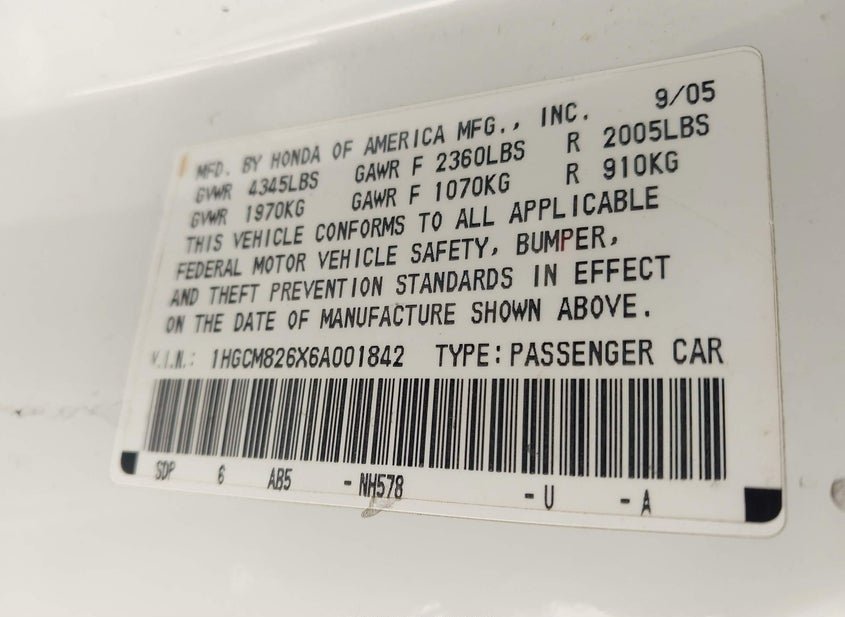 MFD. BY HONDA OF AMERICA MFG., INC. 9/05
GVWR 4345LBS GAWR F 2360LBS R 2005LBS
GVWR 1970KG GAWR F 1070KG R 910KG
THIS VEHICLE CONFORMS TO ALL APPLICABLE
FEDERAL MOTOR VEHICLE SAFETY, BUMPER,
AND THEFT PREVENTION STANDARDS IN EFFECT
ON THE DATE OF MANUFACTURE SHOWN ABOVE.
V.I.N.: 1HGCM826X6A001842 TYPE: PASSENGER CAR
SDP 6 AB5 -NH578 -U -A